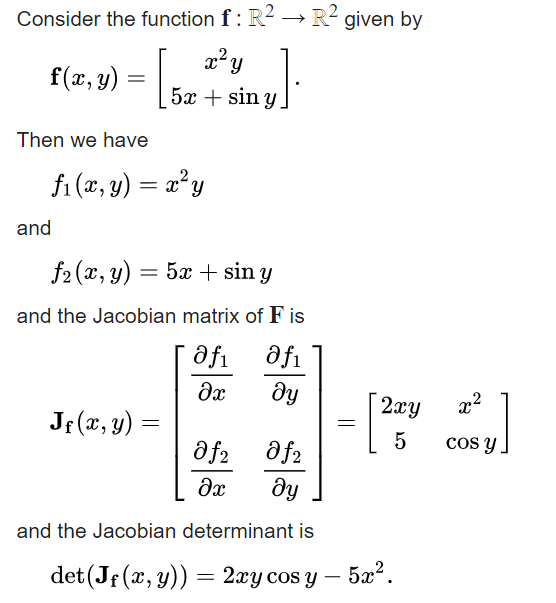 Consider the function f : ℝ² → ℝ² given by
f(x, y) = [ x²y
5x + sin y ].
Then we have
f₁(x, y) = x²y
and
f₂(x, y) = 5x + sin y
and the Jacobian matrix of F is
J_f(x, y) = [ ∂f₁/∂x ∂f₁/∂y
∂f₂/∂x ∂f₂/∂y ] = [ 2xy x²
5 cos y ]
and the Jacobian determinant is
det(J_f(x, y)) = 2xy cos y − 5x².